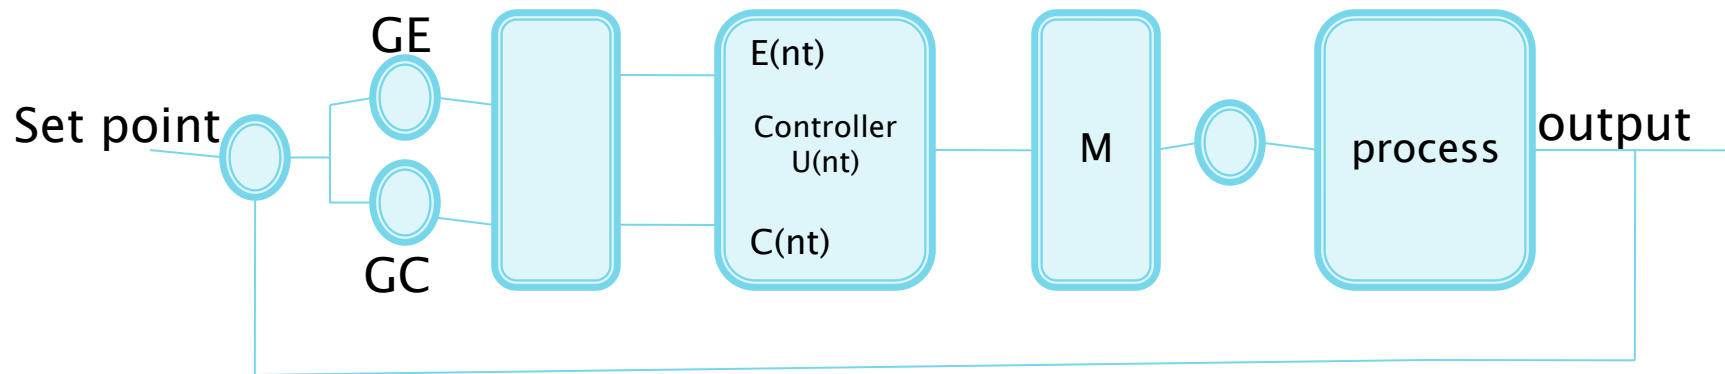 Set point
GE
GC
E(nt)
Controller
U(nt)
C(nt)
M
process
output